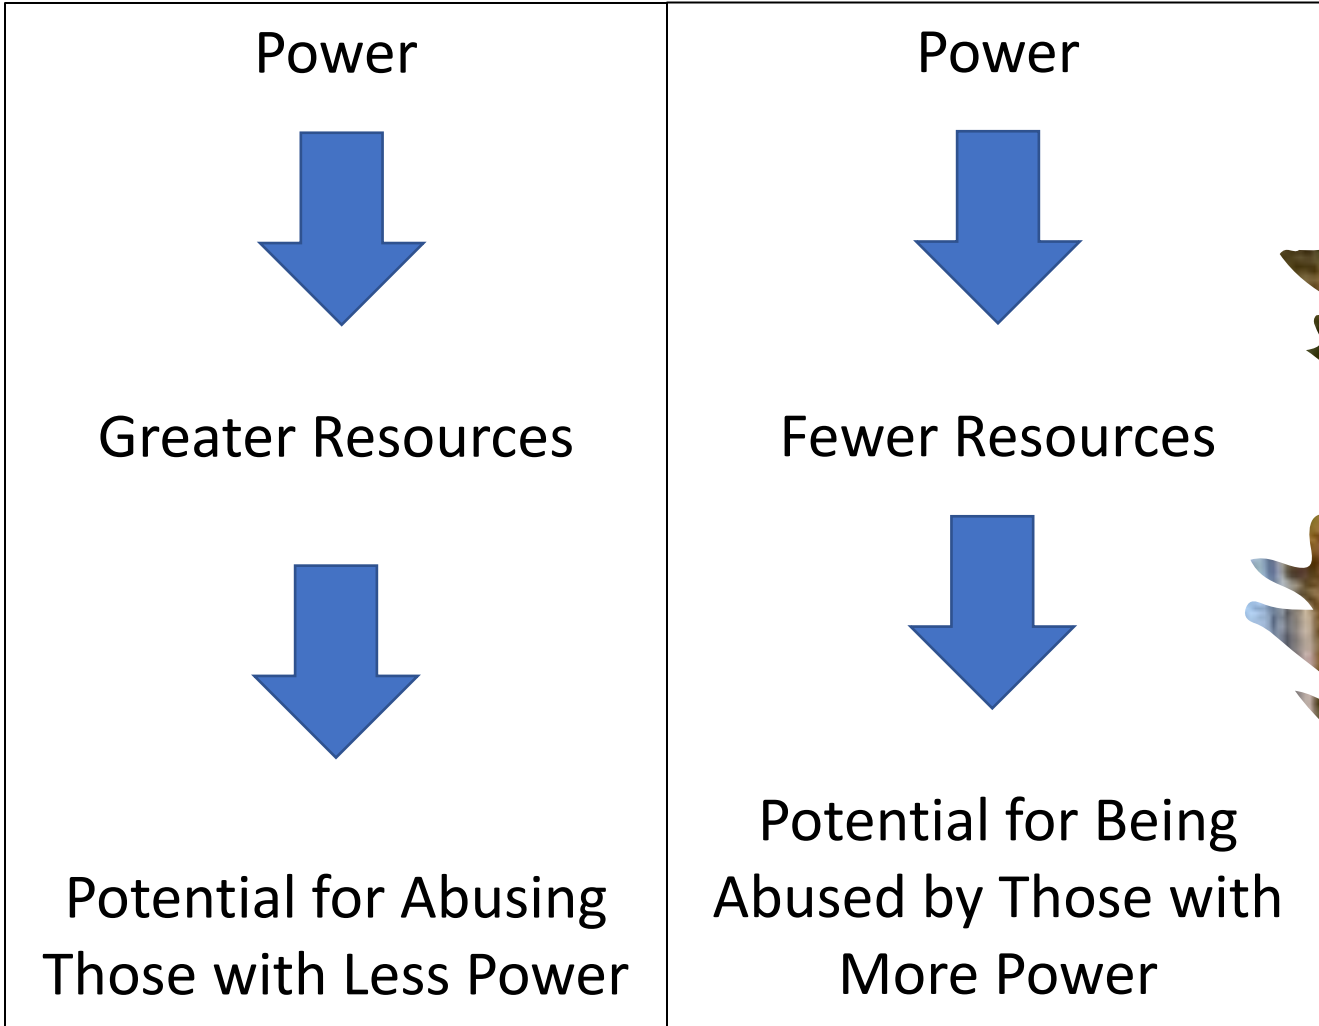 Power
Greater Resources
Potential for Abusing
Those with Less Power
Power
Fewer Resources
Potential for Being
Abused by Those with
More Power